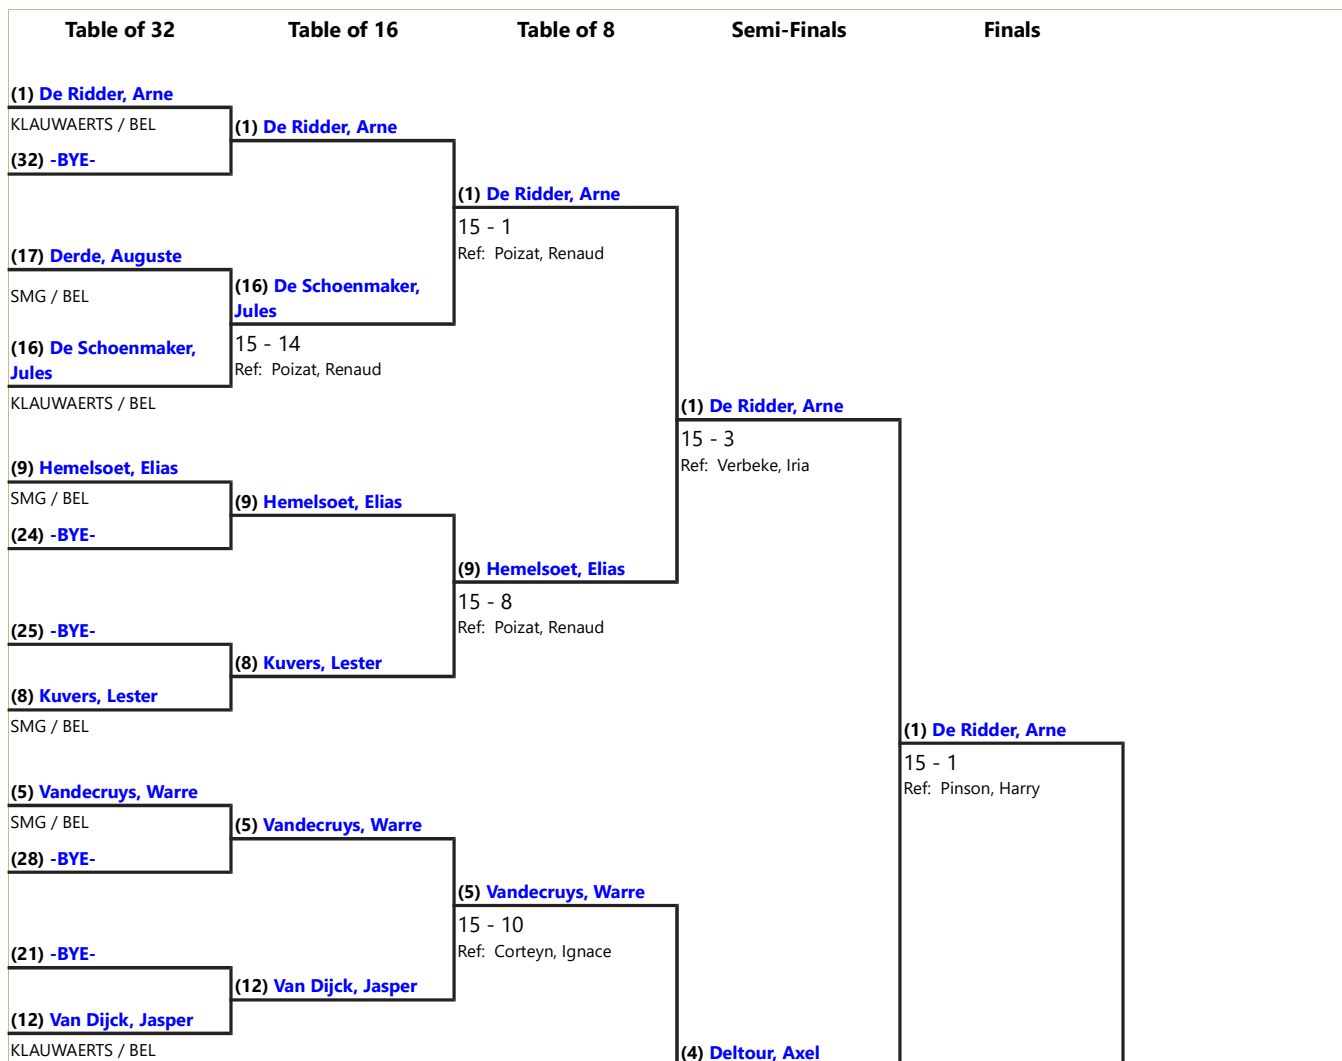 Table of 32
Table of 16
Table of 8
Semi-Finals
Finals
(1) De Ridder, Arne
KLAUWAERTS / BEL
(32) -BYE-
(17) Derde, Auguste
SMG / BEL
(16) De Schoenmaker,
Jules
KLAUWAERTS / BEL
(9) Hemelsoet, Elias
SMG / BEL
(24) -BYE-
(25) -BYE-
(8) Kuvers, Lester
SMG / BEL
(5) Vandecruys, Warre
SMG / BEL
(28) -BYE-
(21) -BYE-
(12) Van Dijck, Jasper
KLAUWAERTS / BEL
(1) De Ridder, Arne
(16) De Schoenmaker,
Jules
15 - 14
Ref: Poizat, Renaud
(9) Hemelsoet, Elias
(8) Kuvers, Lester
(5) Vandecruys, Warre
(12) Van Dijck, Jasper
(1) De Ridder, Arne
15 - 1
Ref: Poizat, Renaud
(9) Hemelsoet, Elias
15 - 8
Ref: Poizat, Renaud
(5) Vandecruys, Warre
15 - 10
Ref: Corteyn, Ignace
(1) De Ridder, Arne
15 - 3
Ref: Verbeke, Iria
(4) Deltour, Axel
(1) De Ridder, Arne
15 - 1
Ref: Pinson, Harry